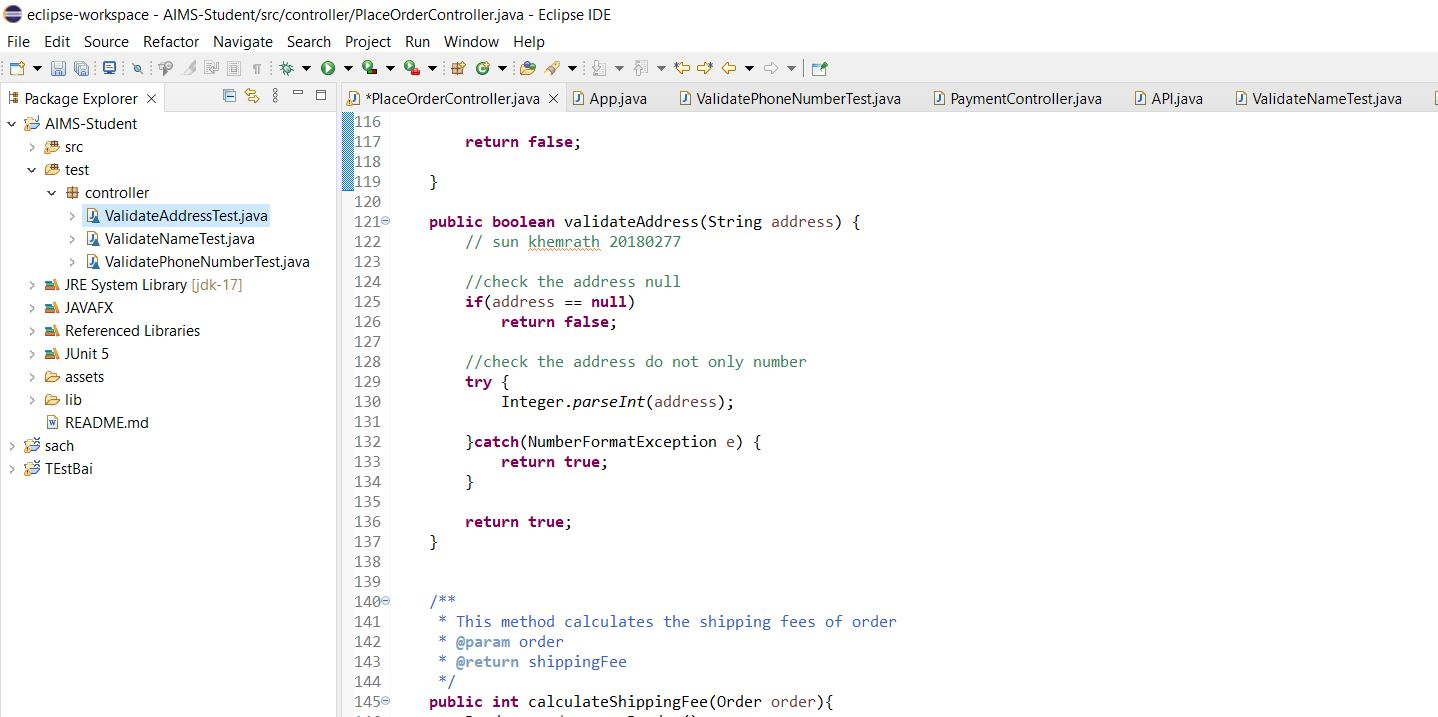 eclipse-workspace - AIMS-Student/src/controller/PlaceOrderController.java - Eclipse IDE
File Edit Source Refactor Navigate Search Project Run Window Help
Package Explorer
*PlaceOrderController.java App.java ValidatePhoneNumberTest.java PaymentController.java API.java ValidateNameTest.java
AIMS-Student
src
test
controller
ValidateAddressTest.java
ValidateNameTest.java
ValidatePhoneNumberTest.java
JRE System Library [jdk-17]
JAVAFX
Referenced Libraries
JUnit 5
assets
lib
README.md
sach
TEstBai
116
117 return false;
118
119 }
120
121 public boolean validateAddress(String address) {
122 // sun khemrath 20180277
123
124 //check the address null
125 if(address == null)
126 return false;
127
128 //check the address do not only number
129 try {
130 Integer.parseInt(address);
131
132 }catch(NumberFormatException e) {
133 return true;
134 }
135
136 return true;
137 }
138
139
140 /**
141 * This method calculates the shipping fees of order
142 * @param order
143 * @return shippingFee
144 */
145 public int calculateShippingFee(Order order){